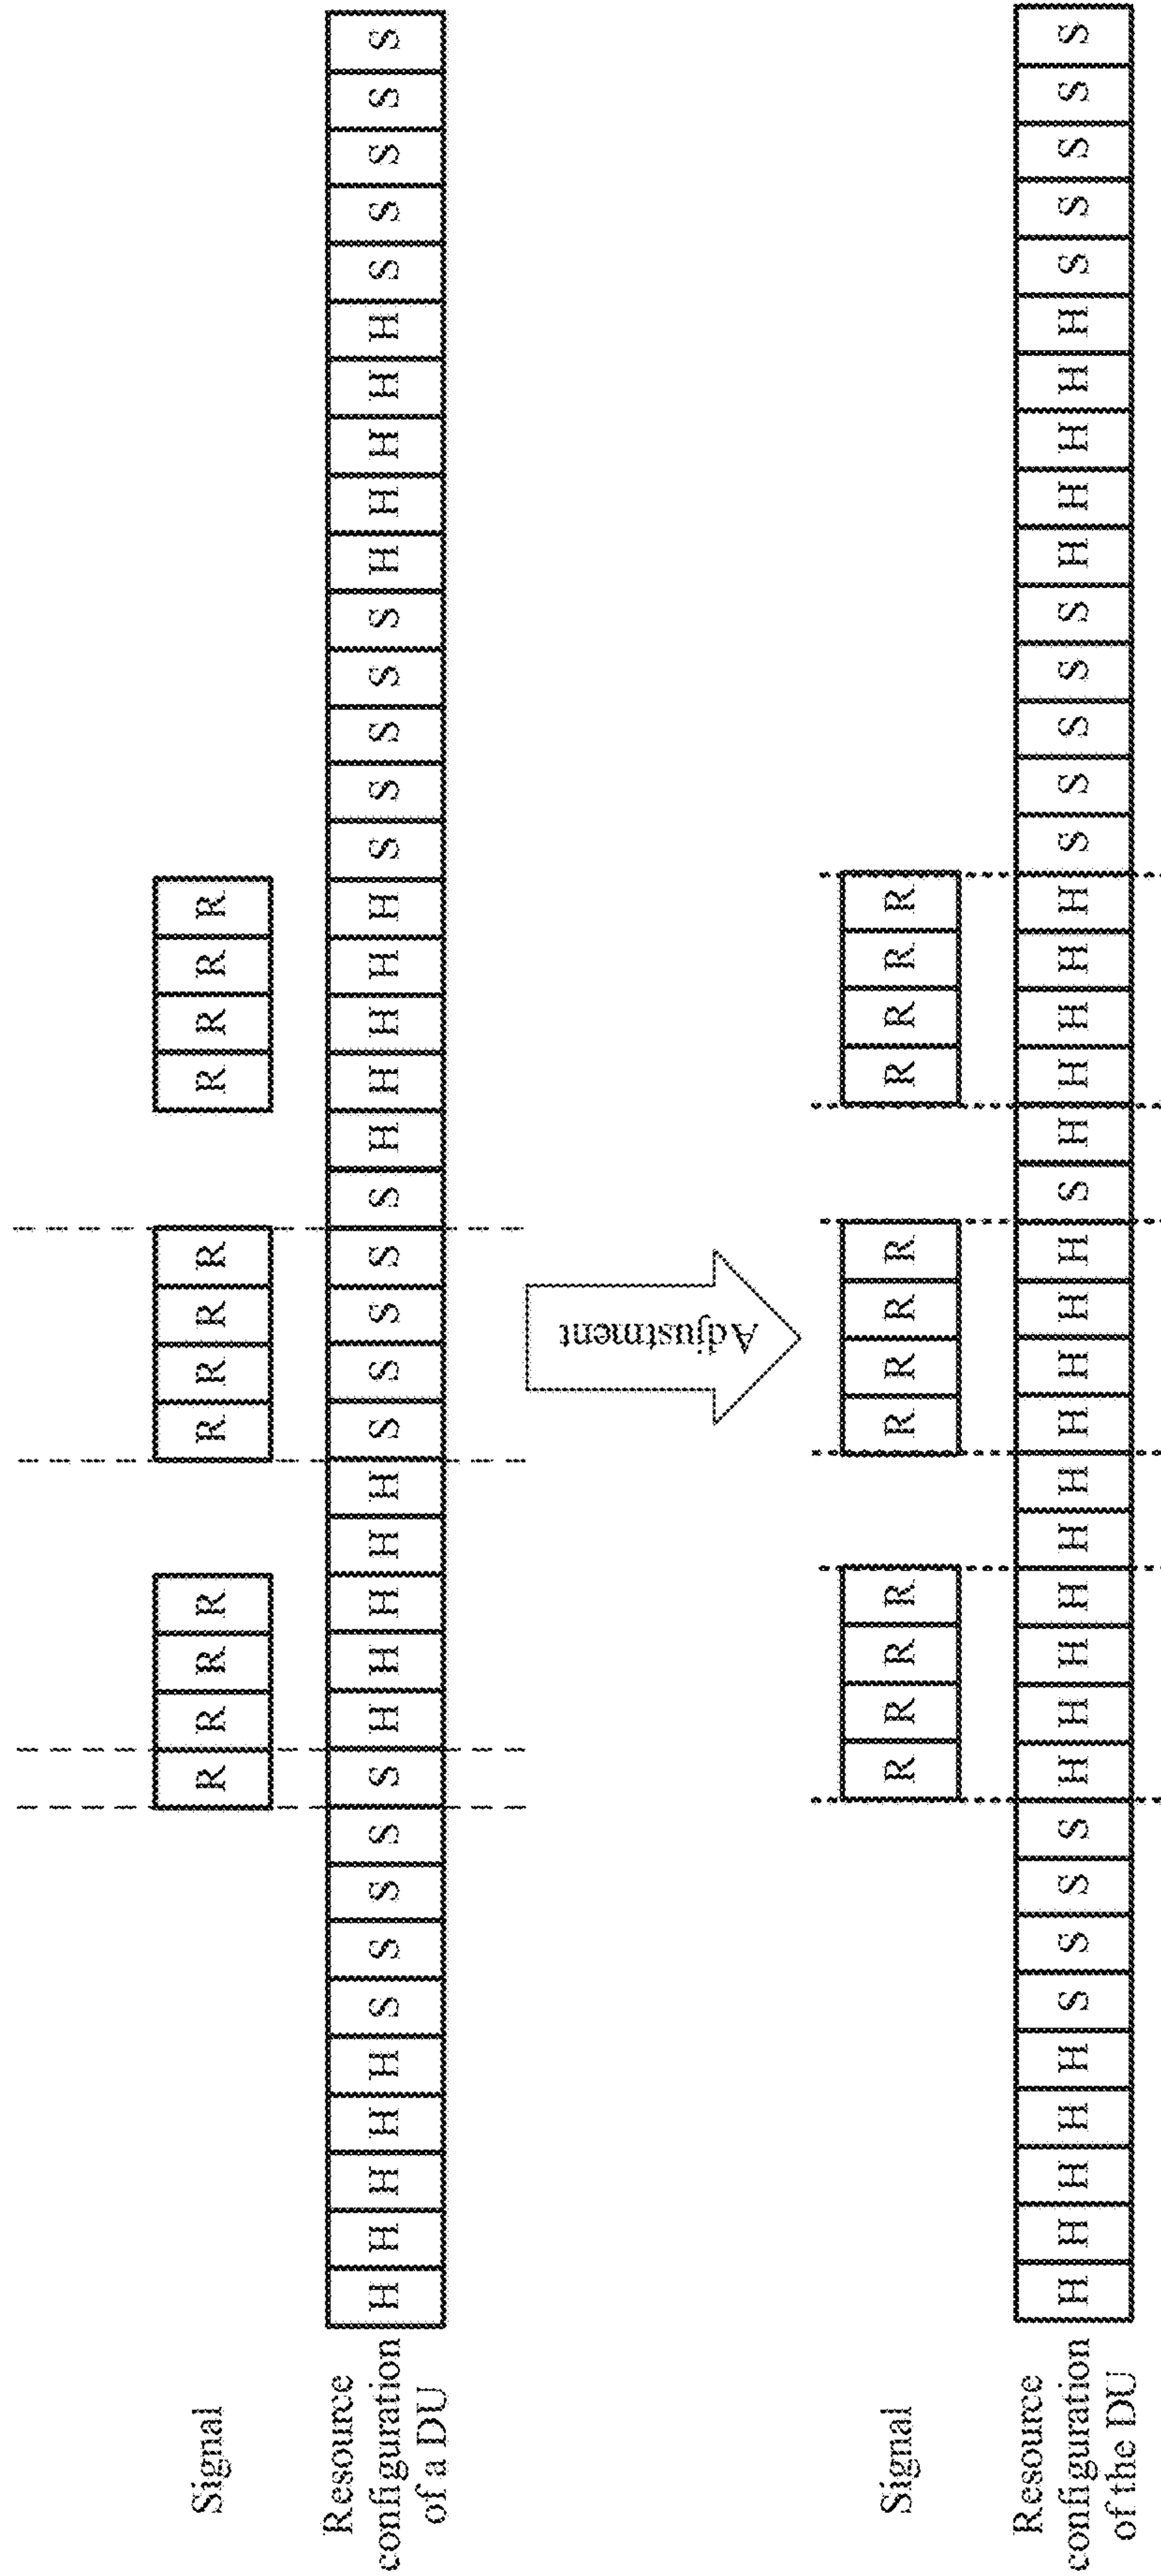 Signal R R R R R R R R R R R R
Resource
configuration
of a DU
H H H H H S S S S S H H H H H S S S S S H H H H H S S S S S H H H H H S S S S S
Adjustment
Signal R R R R R R R R R R R R
Resource
configuration
of the DU
H H H H H S S S S H H H H H H H H H H S H H H H H S S S S S H H H H H S S S S S